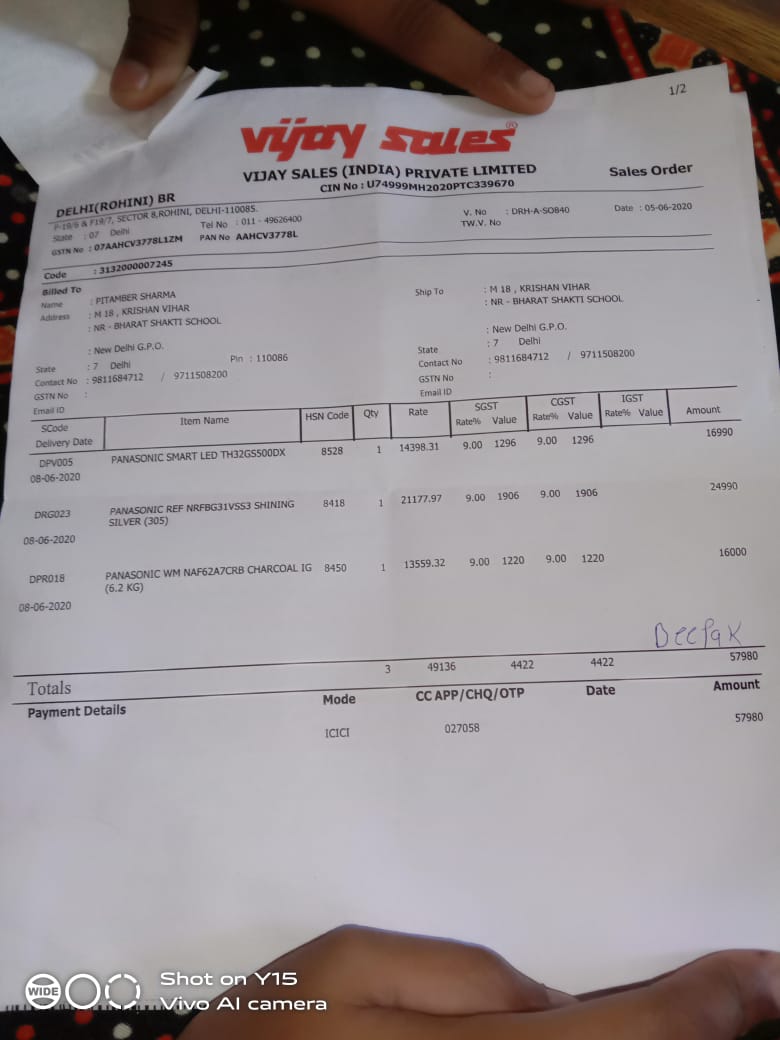 1/2
vijay sales®
VIJAY SALES (INDIA) PRIVATE LIMITED
Sales Order
CIN No : U74999MH2020PTC339670
DELHI(ROHINI) BR
F-19/6 & F19/7, SECTOR 8,ROHINI, DELHI-110085.
State : 07 Delhi Tel No : 011 - 49626400
GSTN No : 07AAHCV3778L1ZM PAN No AAHCV3778L
V. No : DRH-A-SO840 Date : 05-06-2020
TW.V. No
Code : 3132000007245
Billed To
Name : PITAMBER SHARMA
Address : M 18 , KRISHAN VIHAR
: NR - BHARAT SHAKTI SCHOOL
: New Delhi G.P.O.
State : 7 Delhi Pin : 110086
Contact No : 9811684712 / 9711508200
GSTN No :
Email ID
Ship To : M 18 , KRISHAN VIHAR
: NR - BHARAT SHAKTI SCHOOL
: New Delhi G.P.O.
State : 7 Delhi
Contact No : 9811684712 / 9711508200
GSTN No :
Email ID
SCode Item Name HSN Code Qty Rate SGST CGST IGST Amount
Delivery Date Rate% Value Rate% Value Rate% Value
DPV005 PANASONIC SMART LED TH32GS500DX 8528 1 14398.31 9.00 1296 9.00 1296 16990
08-06-2020
DRG023 PANASONIC REF NRFBG31VSS3 SHINING 8418 1 21177.97 9.00 1906 9.00 1906 24990
SILVER (305)
08-06-2020
DPR018 PANASONIC WM NAF62A7CRB CHARCOAL IG 8450 1 13559.32 9.00 1220 9.00 1220 16000
(6.2 KG)
08-06-2020
Deepak
Totals 3 49136 4422 4422 57980
Payment Details Mode CC APP/CHQ/OTP Date Amount
ICICI 027058 57980
WIDE
Shot on Y15
Vivo AI camera